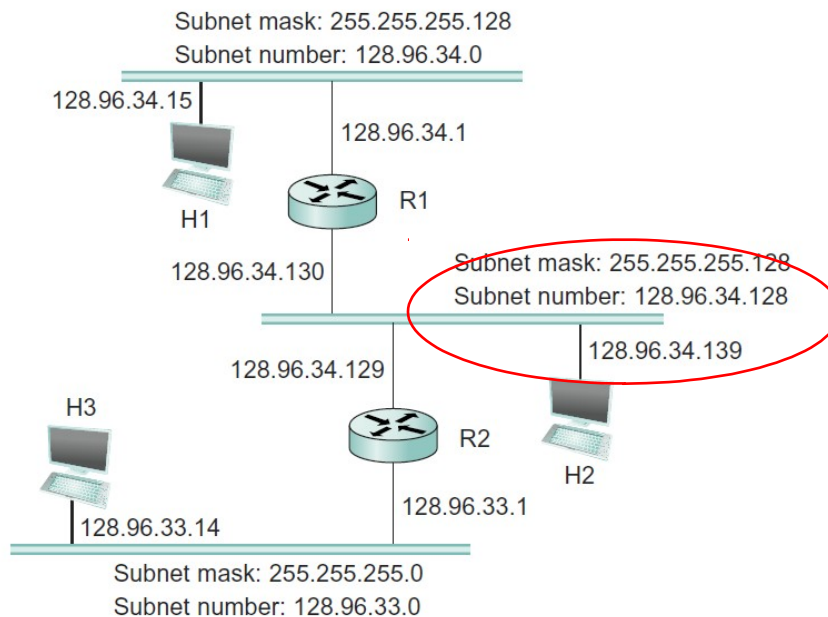 Subnet mask: 255.255.255.128
Subnet number: 128.96.34.0
128.96.34.15
128.96.34.1
H1
R1
128.96.34.130
Subnet mask: 255.255.255.128
Subnet number: 128.96.34.128
128.96.34.139
128.96.34.129
H3
R2
H2
128.96.33.1
128.96.33.14
Subnet mask: 255.255.255.0
Subnet number: 128.96.33.0